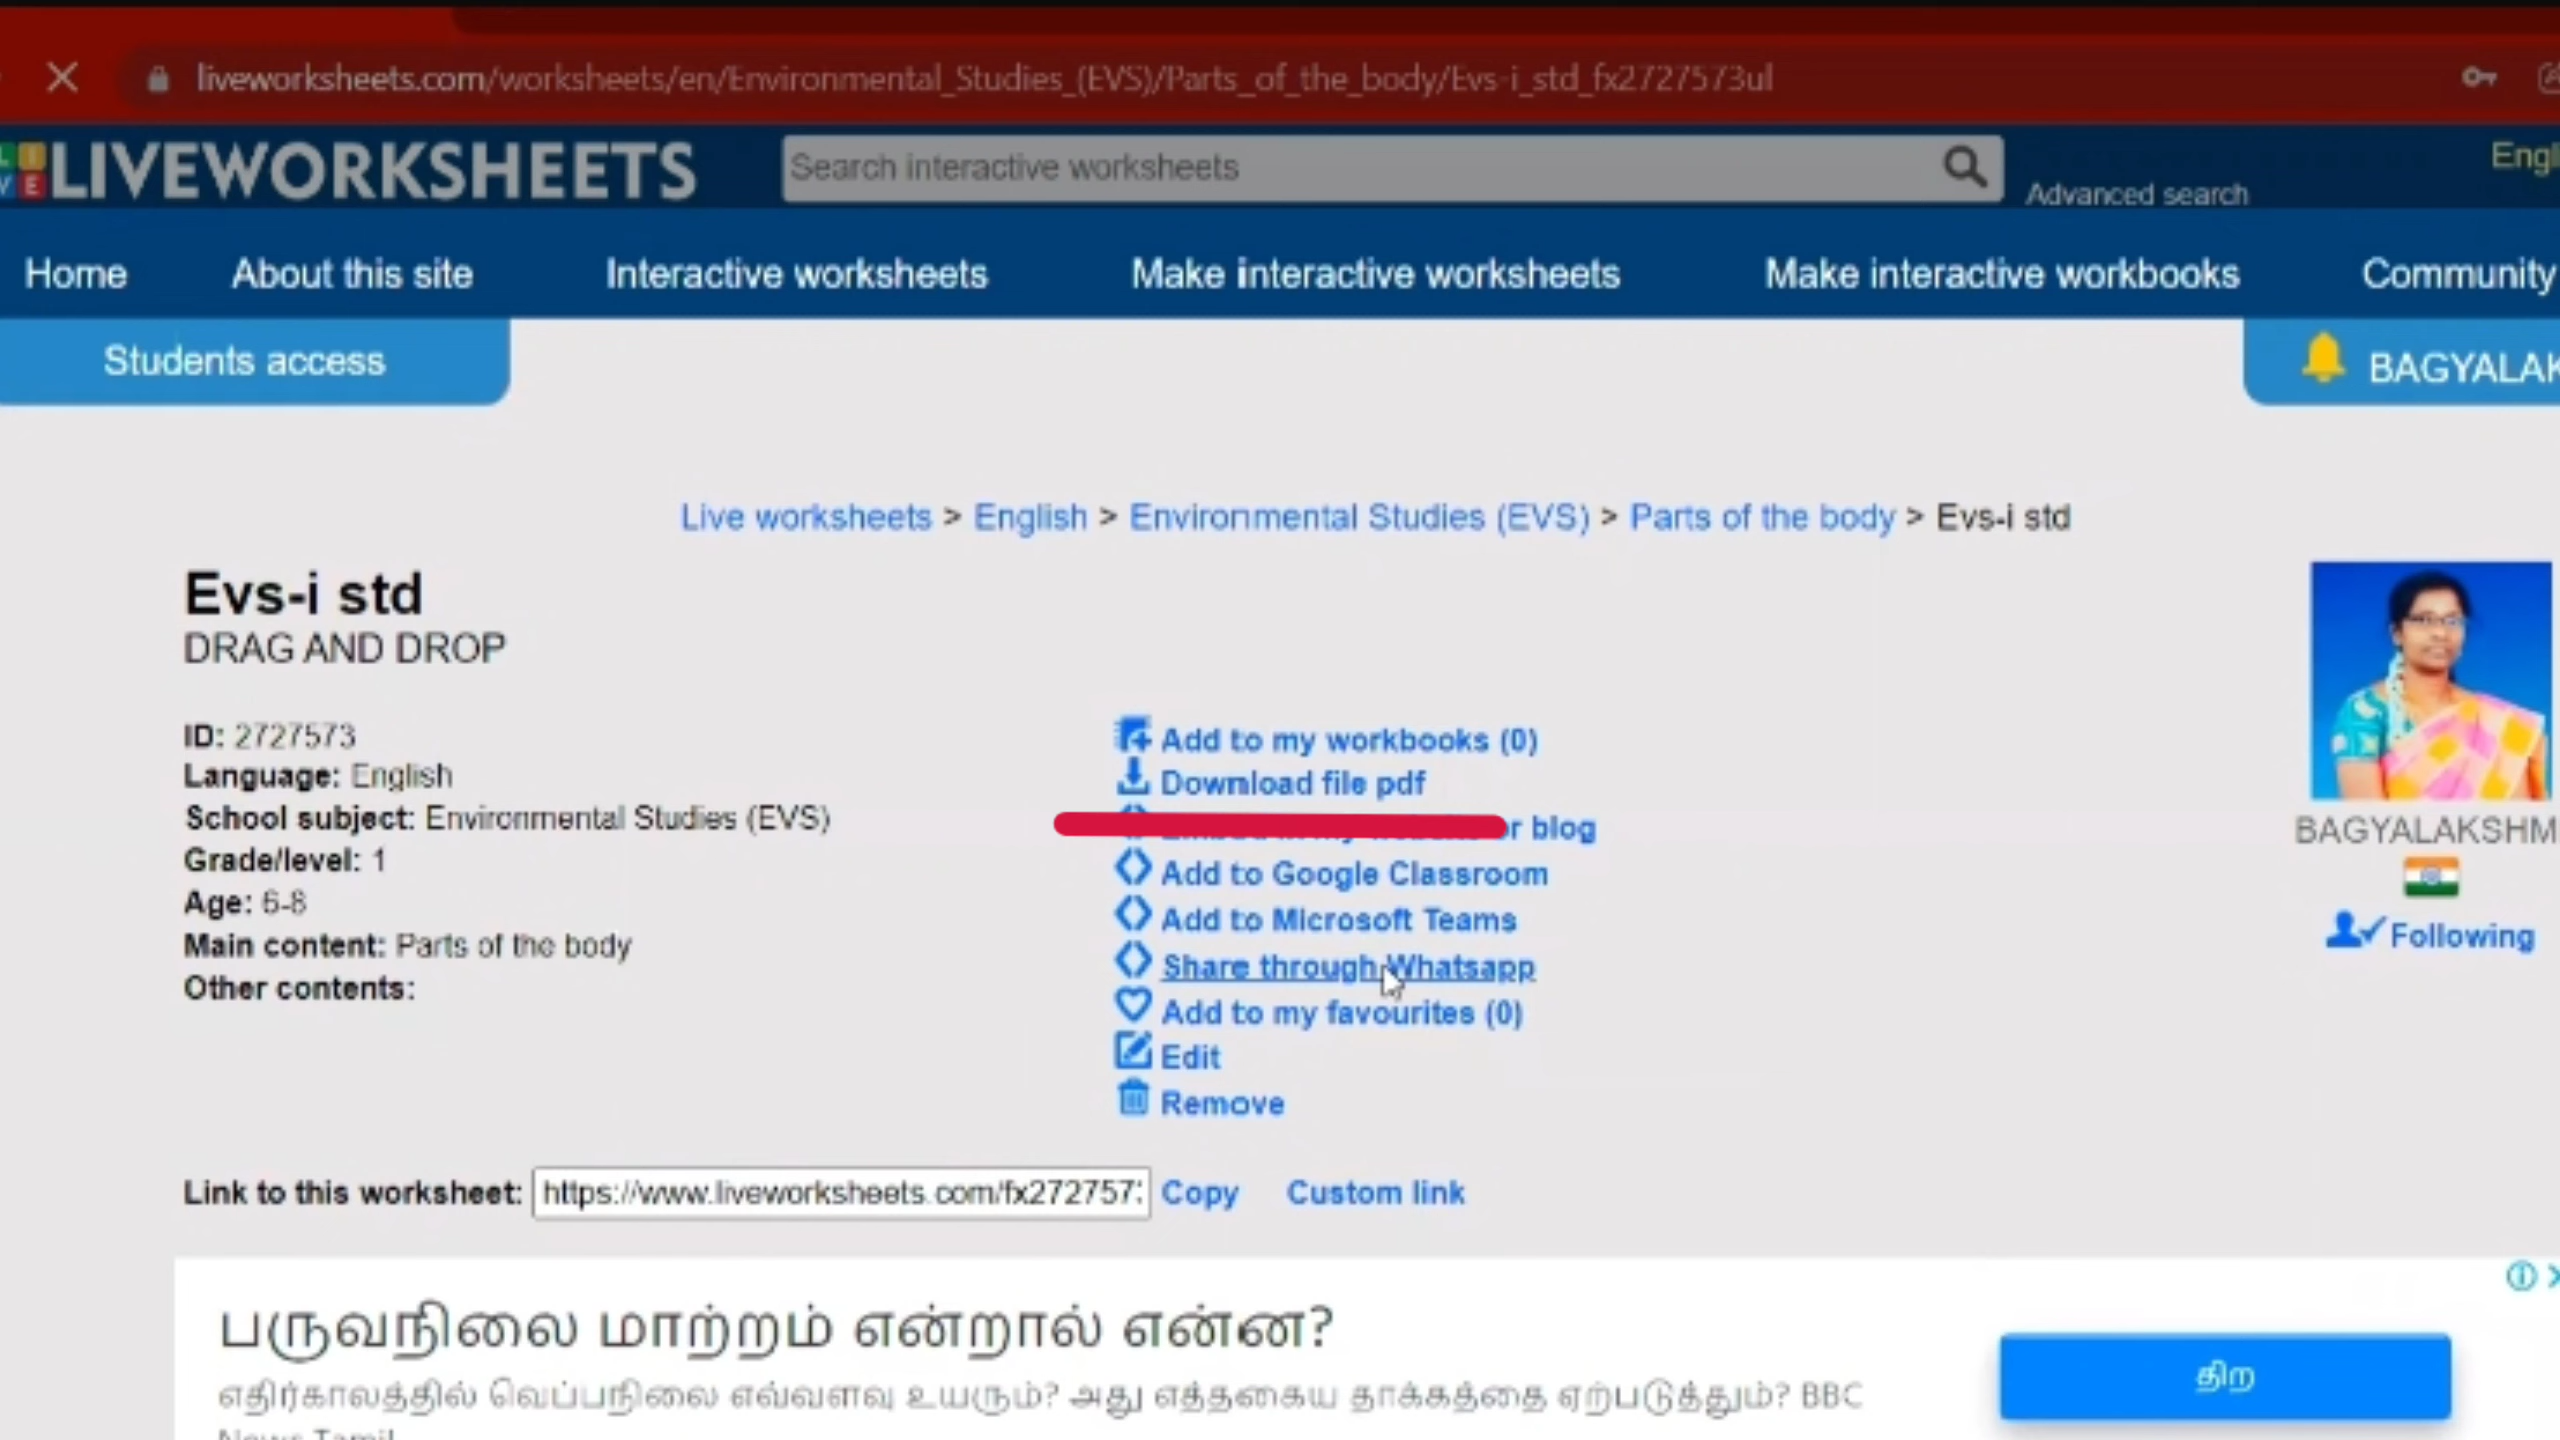 liveworksheets.com/worksheets/en/Environmental_Studies_(EVS)/Parts_of_the_body/Evs-i_std_fx2727573ul
LIVEWORKSHEETS
Search interactive worksheets
Advanced search
Engl
Home About this site Interactive worksheets Make interactive worksheets Make interactive workbooks Community
Students access
BAGYALAK
Live worksheets > English > Environmental Studies (EVS) > Parts of the body > Evs-i std
Evs-i std
DRAG AND DROP
ID: 2727573
Language: English
School subject: Environmental Studies (EVS)
Grade/level: 1
Age: 6-8
Main content: Parts of the body
Other contents:
Add to my workbooks (0)
Download file pdf
or blog
Add to Google Classroom
Add to Microsoft Teams
Share through Whatsapp
Add to my favourites (0)
Edit
Remove
BAGYALAKSHM
Following
Link to this worksheet: https://www.liveworksheets.com/fx272757 Copy Custom link
பருவநிலை மாற்றம் என்றால் என்ன?
எதிர்காலத்தில் வெப்பநிலை எவ்வளவு உயரும்? அது எத்தகைய தாக்கத்தை ஏற்படுத்தும்? BBC
News Tamil
திற